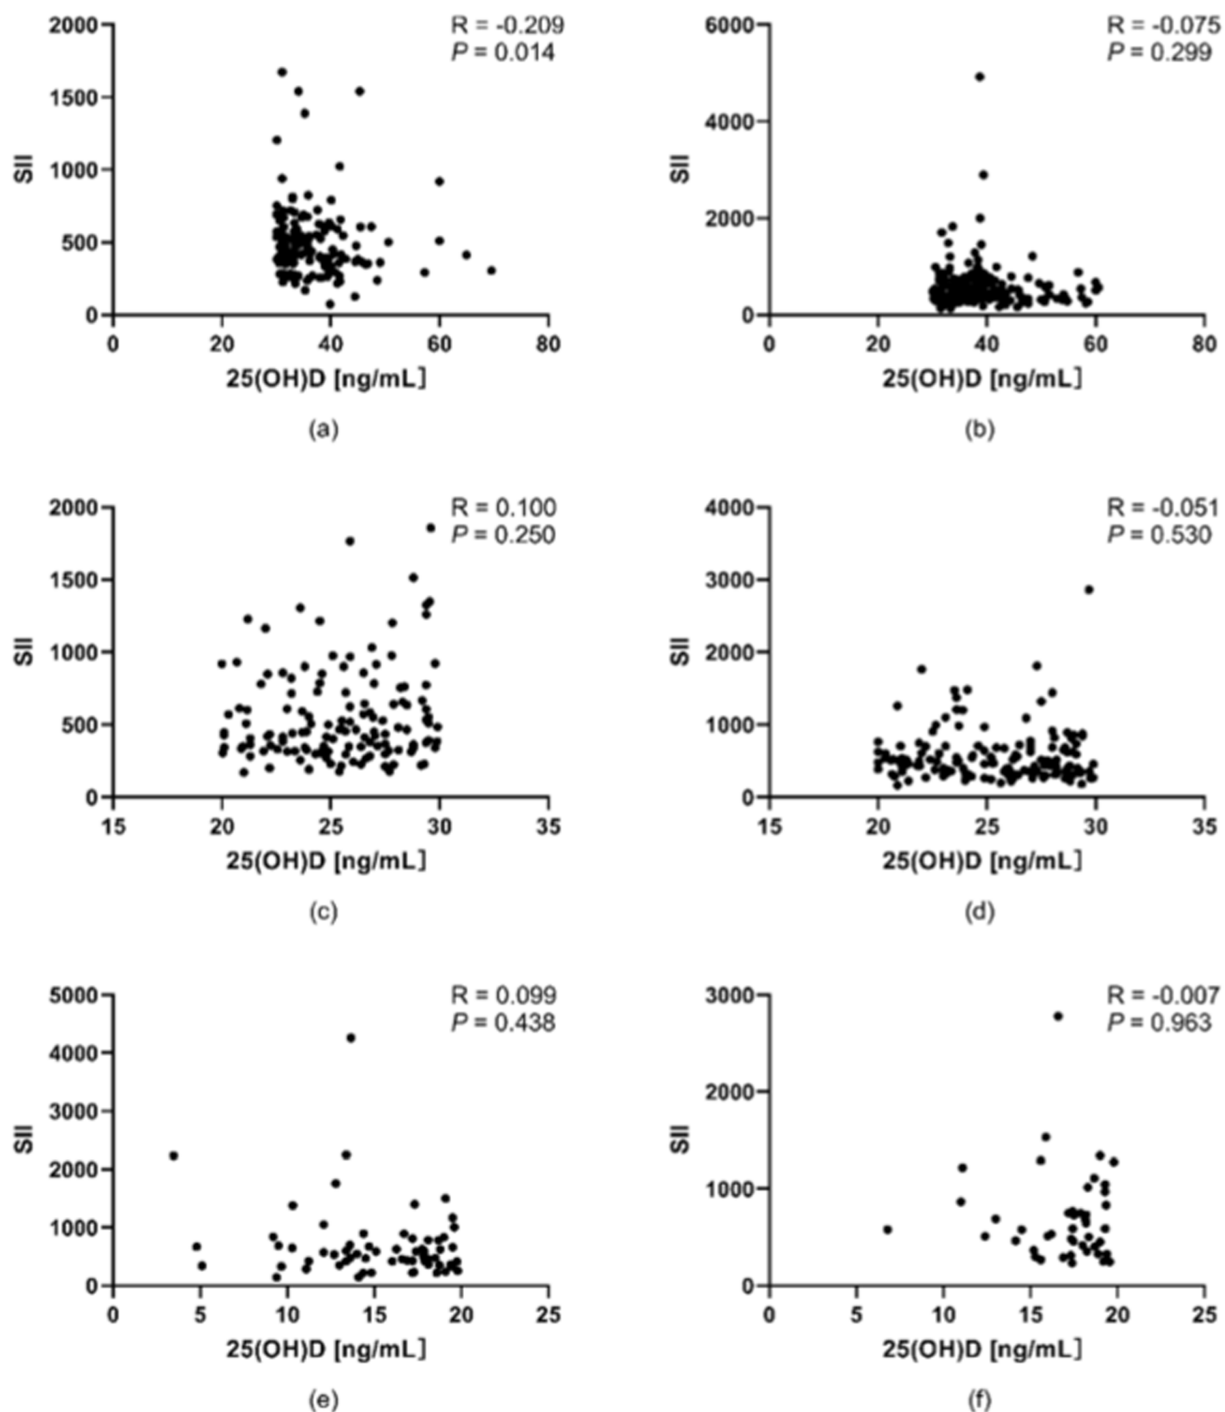 2000
1500
1000
500
0
SII
R = -0.209
P = 0.014
0 20 40 60 80
25(OH)D [ng/mL]
(a)
6000
4000
2000
0
SII
R = -0.075
P = 0.299
0 20 40 60 80
25(OH)D [ng/mL]
(b)
2000
1500
1000
500
0
SII
R = 0.100
P = 0.250
15 20 25 30 35
25(OH)D [ng/mL]
(c)
4000
3000
2000
1000
0
SII
R = -0.051
P = 0.530
15 20 25 30 35
25(OH)D [ng/mL]
(d)
5000
4000
3000
2000
1000
0
SII
R = 0.099
P = 0.438
0 5 10 15 20 25
25(OH)D [ng/mL]
(e)
3000
2000
1000
0
SII
R = -0.007
P = 0.963
0 5 10 15 20 25
25(OH)D [ng/mL]
(f)